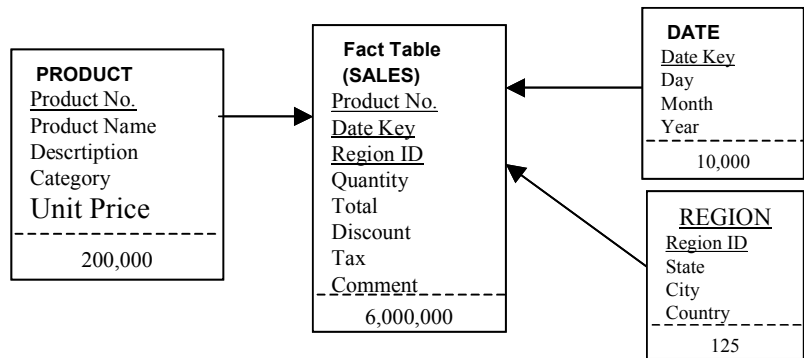 PRODUCT
Product No.
Product Name
Descrtiption
Category
Unit Price
200,000
Fact Table
(SALES)
Product No.
Date Key
Region ID
Quantity
Total
Discount
Tax
Comment
6,000,000
DATE
Date Key
Day
Month
Year
10,000
REGION
Region ID
State
City
Country
125